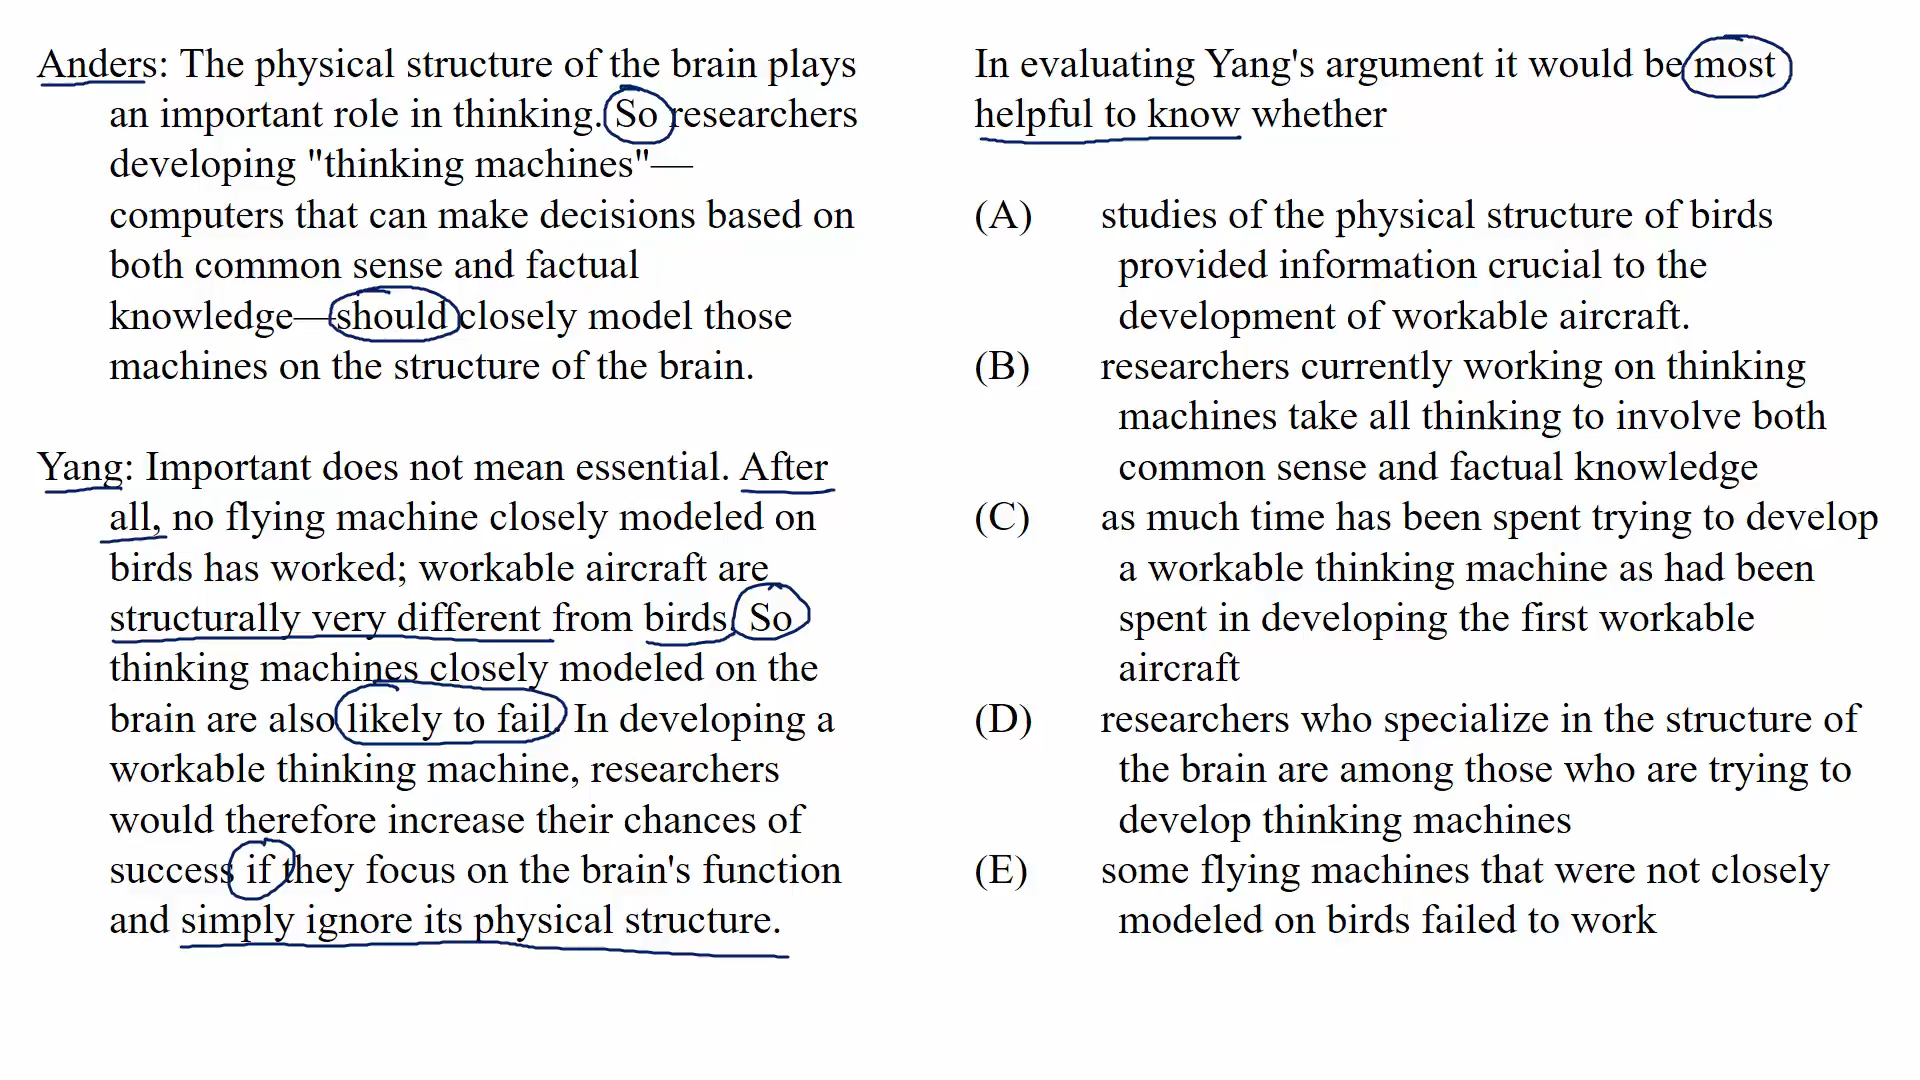 Anders: The physical structure of the brain plays
an important role in thinking. So researchers
developing "thinking machines"—
computers that can make decisions based on
both common sense and factual
knowledge—should closely model those
machines on the structure of the brain.
Yang: Important does not mean essential. After
all, no flying machine closely modeled on
birds has worked; workable aircraft are
structurally very different from birds. So
thinking machines closely modeled on the
brain are also likely to fail. In developing a
workable thinking machine, researchers
would therefore increase their chances of
success if they focus on the brain's function
and simply ignore its physical structure.
In evaluating Yang's argument it would be most
helpful to know whether
(A) studies of the physical structure of birds
provided information crucial to the
development of workable aircraft.
(B) researchers currently working on thinking
machines take all thinking to involve both
common sense and factual knowledge
(C) as much time has been spent trying to develop
a workable thinking machine as had been
spent in developing the first workable
aircraft
(D) researchers who specialize in the structure of
the brain are among those who are trying to
develop thinking machines
(E) some flying machines that were not closely
modeled on birds failed to work